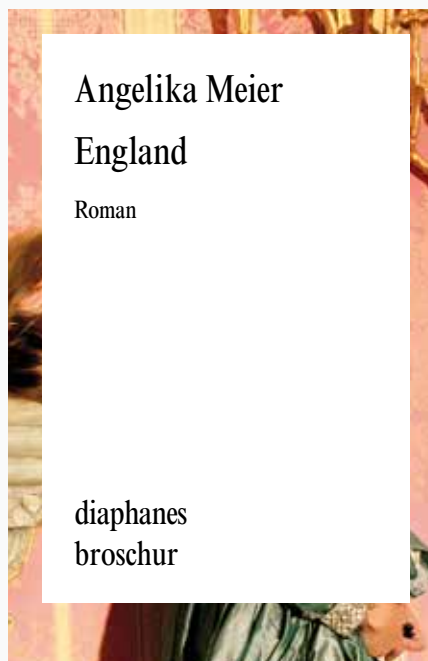 Angelika Meier
England
Roman
diaphanes
broschur